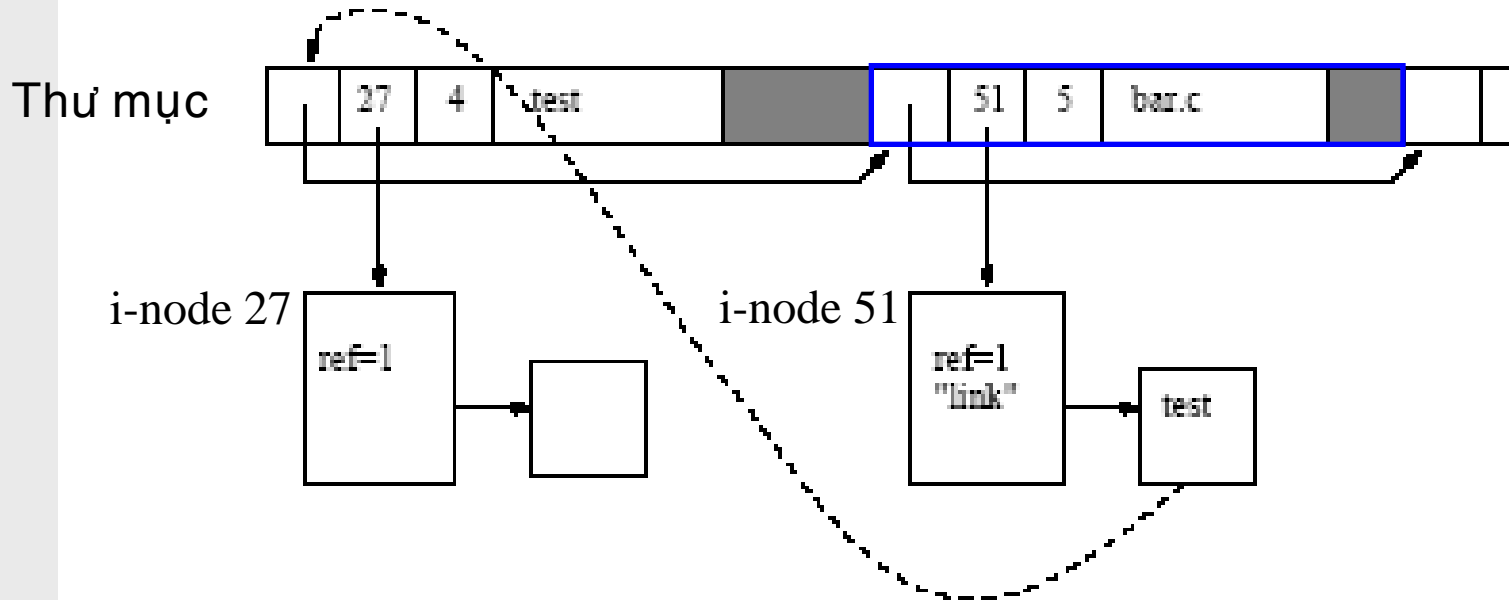 Thư mục 27 4 test 51 5 bar.c
i-node 27 i-node 51
ref=1 ref=1
"link"
test